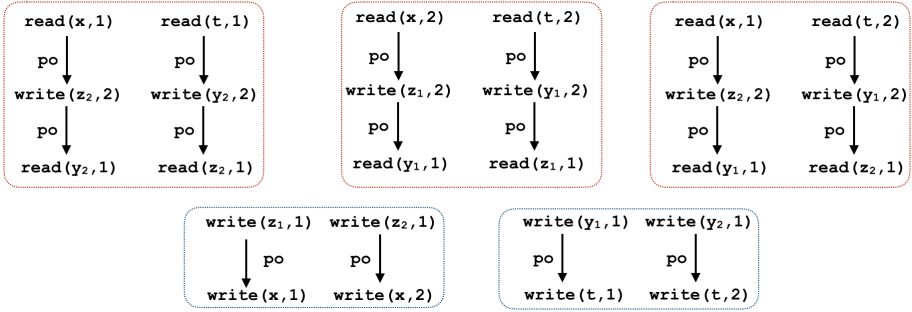 read(x,1) read(t,1) read(x,2) read(t,2) read(x,1) read(t,2)
po po po po po po
write(z₂,2) write(y₂,2) write(z₁,2) write(y₁,2) write(z₂,2) write(y₁,2)
po po po po po po
read(y₂,1) read(z₂,1) read(y₁,1) read(z₁,1) read(y₁,1) read(z₂,1)
write(z₁,1) write(z₂,1) write(y₁,1) write(y₂,1)
po po po po
write(x,1) write(x,2) write(t,1) write(t,2)